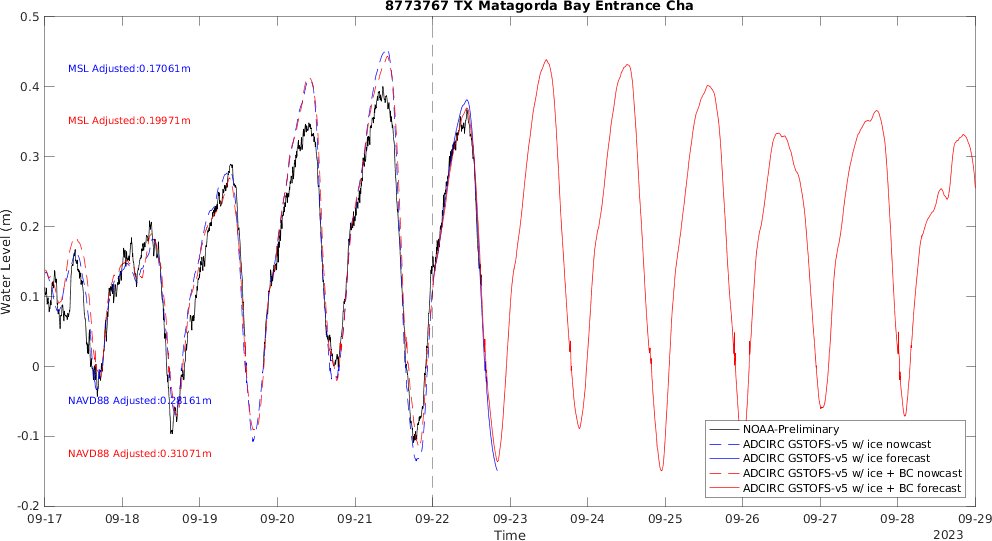 8773767 TX Matagorda Bay Entrance Cha
0.5
0.4
0.3
0.2
0.1
0
-0.1
-0.2
Water Level (m)
MSL Adjusted:0.17061m
MSL Adjusted:0.19971m
NAVD88 Adjusted:0.28161m
NAVD88 Adjusted:0.31071m
NOAA-Preliminary
ADCIRC GSTOFS-v5 w/ ice nowcast
ADCIRC GSTOFS-v5 w/ ice forecast
ADCIRC GSTOFS-v5 w/ ice + BC nowcast
ADCIRC GSTOFS-v5 w/ ice + BC forecast
09-17 09-18 09-19 09-20 09-21 09-22 09-23 09-24 09-25 09-26 09-27 09-28 09-29
Time
2023